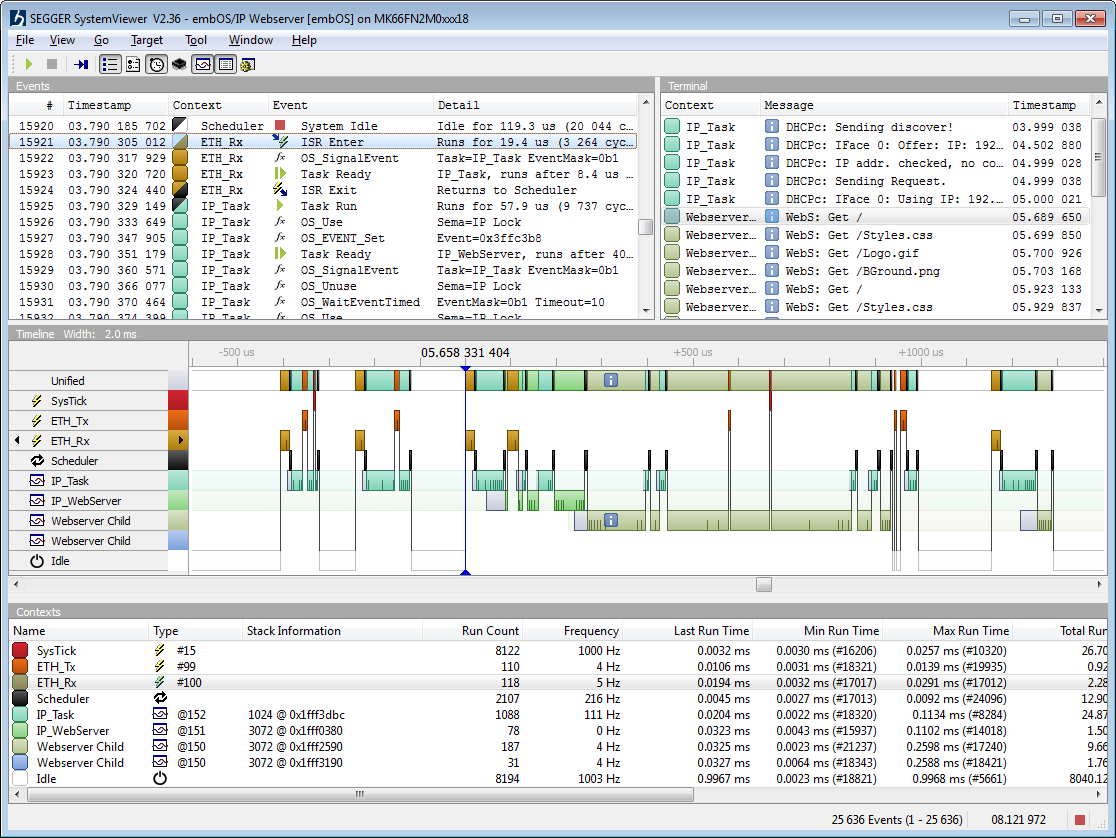 SEGGER SystemViewer V2.36 - embOS/IP Webserver [embOS] on MK66FN2M0xxx18
File View Go Target Tool Window Help
Events
# Timestamp Context Event Detail
15920 03.790 185 702 Scheduler System Idle Idle for 119.3 us (20 044 c...
15921 03.790 305 012 ETH_Rx ISR Enter Runs for 19.4 us (3 264 cyc...
15922 03.790 317 929 ETH_Rx fx OS_SignalEvent Task=IP_Task EventMask=0b1
15923 03.790 320 720 ETH_Rx Task Ready IP_Task, runs after 8.4 us ...
15924 03.790 324 440 ETH_Rx ISR Exit Returns to Scheduler
15925 03.790 329 149 IP_Task Task Run Runs for 57.9 us (9 737 cyc...
15926 03.790 333 649 IP_Task fx OS_Use Sema=IP Lock
15927 03.790 347 905 IP_Task fx OS_EVENT_Set Event=0x3ffc3b8
15928 03.790 351 179 IP_Task Task Ready IP_WebServer, runs after 40...
15929 03.790 360 571 IP_Task fx OS_SignalEvent Task=IP_Task EventMask=0b1
15930 03.790 366 077 IP_Task fx OS_Unuse Sema=IP Lock
15931 03.790 370 464 IP_Task fx OS_WaitEventTimed EventMask=0b1 Timeout=10
15932 03.790 374 399 IP_Task fx OS_Use Sema=IP Lock
Terminal
Context Message Timestamp
IP_Task DHCPc: Sending discover! 03.999 038
IP_Task DHCPc: IFace 0: Offer: IP: 192... 04.502 880
IP_Task DHCPc: IP addr. checked, no co... 04.999 028
IP_Task DHCPc: Sending Request. 04.999 038
IP_Task DHCPc: IFace 0: Using IP: 192.... 05.000 021
Webserver... WebS: Get / 05.689 650
Webserver... WebS: Get /Styles.css 05.699 850
Webserver... WebS: Get /Logo.gif 05.700 926
Webserver... WebS: Get /BGround.png 05.703 168
Webserver... WebS: Get / 05.923 133
Webserver... WebS: Get /Styles.css 05.929 837
Timeline Width: 2.0 ms
-500 us 05.658 331 404 +500 us +1000 us
Unified
SysTick
ETH_Tx
ETH_Rx
Scheduler
IP_Task
IP_WebServer
Webserver Child
Webserver Child
Idle
Contexts
Name Type Stack Information Run Count Frequency Last Run Time Min Run Time Max Run Time Total Run
SysTick #15 8122 1000 Hz 0.0032 ms 0.0030 ms (#16206) 0.0257 ms (#10320) 26.70
ETH_Tx #99 110 4 Hz 0.0106 ms 0.0031 ms (#18321) 0.0139 ms (#19935) 0.92
ETH_Rx #100 118 5 Hz 0.0194 ms 0.0032 ms (#17017) 0.0291 ms (#17012) 2.28
Scheduler 2107 216 Hz 0.0045 ms 0.0027 ms (#17013) 0.0092 ms (#24096) 12.90
IP_Task @152 1024 @ 0x1fff3dbc 1088 111 Hz 0.0204 ms 0.0022 ms (#18320) 0.1134 ms (#8284) 24.87
IP_WebServer @151 3072 @ 0x1fff0380 78 0 Hz 0.0323 ms 0.0043 ms (#15937) 0.1102 ms (#14018) 1.50
Webserver Child @150 3072 @ 0x1fff2590 187 4 Hz 0.0325 ms 0.0023 ms (#21237) 0.2598 ms (#17240) 9.66
Webserver Child @150 3072 @ 0x1fff3190 31 4 Hz 0.0327 ms 0.0064 ms (#18343) 0.2588 ms (#18421) 1.76
Idle 8194 1003 Hz 0.9967 ms 0.0023 ms (#18821) 0.9968 ms (#5661) 8040.12
25 636 Events (1 - 25 636) 08.121 972